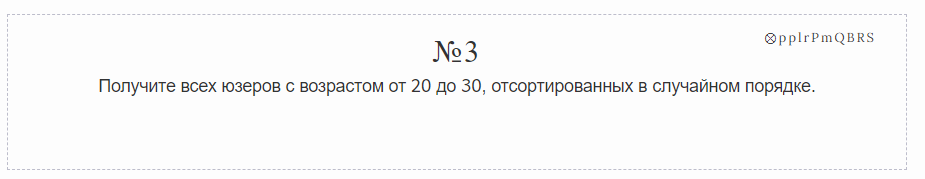 ⊗pplrPmQBRS
№3
Получите всех юзеров с возрастом от 20 до 30, отсортированных в случайном порядке.